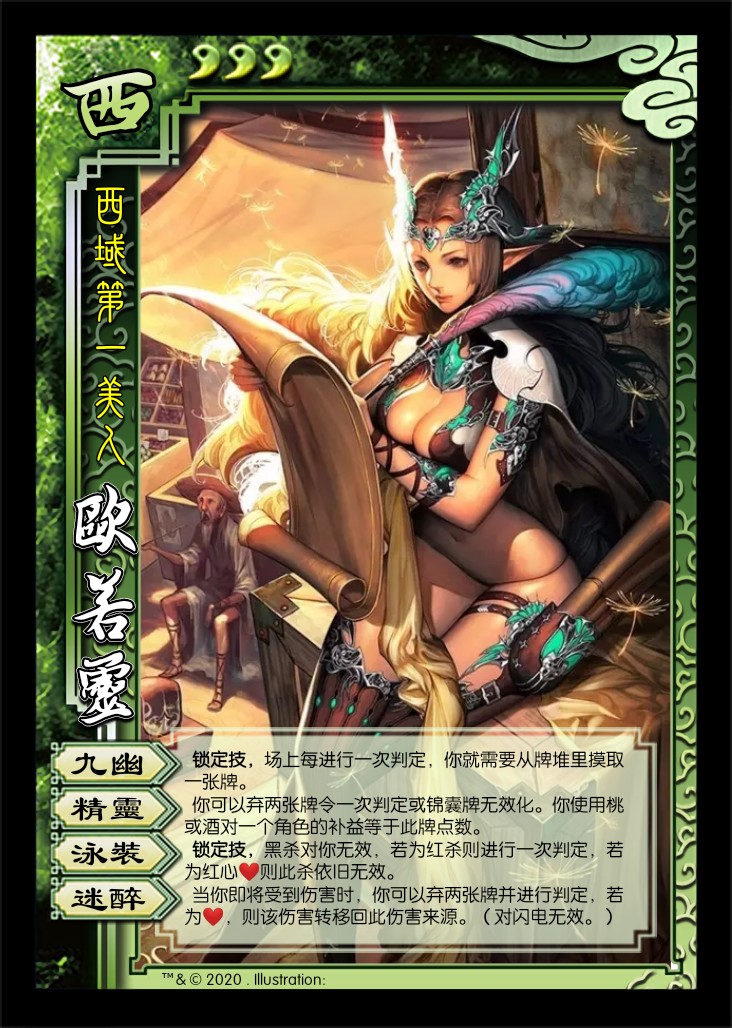 西
西域第一美人
歐若靈
九幽
锁定技，场上每进行一次判定，你就需要从牌堆里摸取
一张牌。
精靈
你可以弃两张牌令一次判定或锦囊牌无效化。你使用桃
或酒对一个角色的补益等于此牌点数。
泳裝
锁定技，黑杀对你无效，若为红杀则进行一次判定，若
为红心♥则此杀依旧无效。
迷醉
当你即将受到伤害时，你可以弃两张牌并进行判定，若
为♥，则该伤害转移回此伤害来源。（对闪电无效。）
™& © 2020 . Illustration: